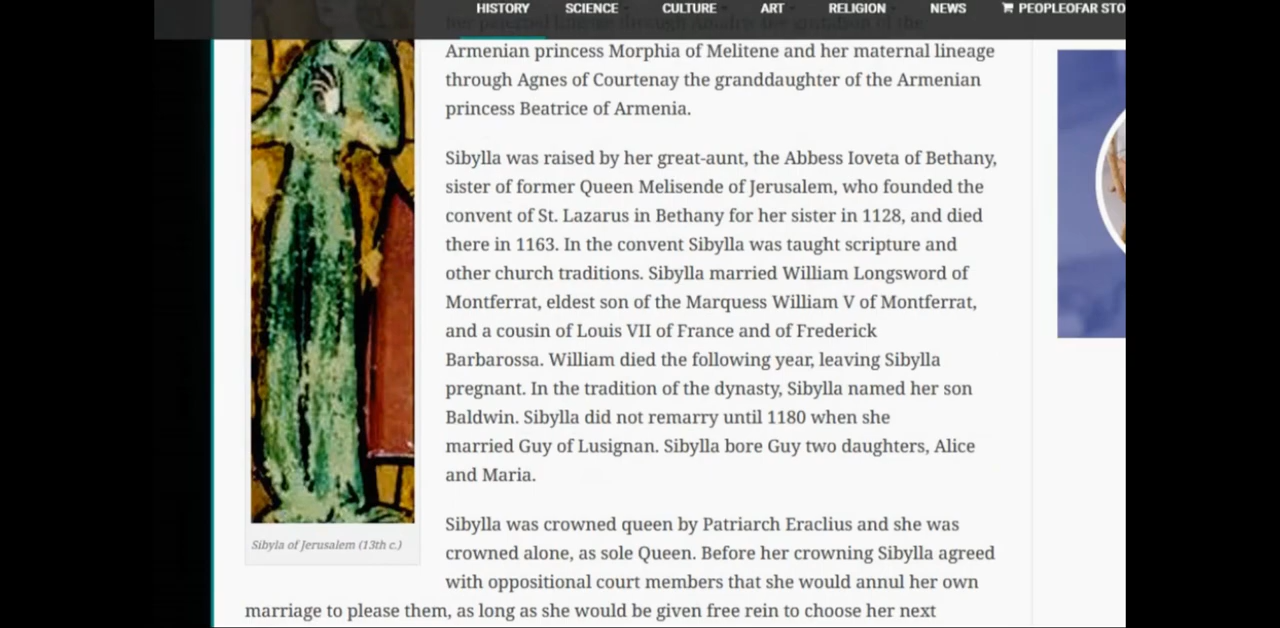 HISTORY SCIENCE CULTURE ART RELIGION NEWS PEOPLEOFAR STO
her paternal lineage through Amalric the grandson of the
Armenian princess Morphia of Melitene and her maternal lineage
through Agnes of Courtenay the granddaughter of the Armenian
princess Beatrice of Armenia.
Sibylla was raised by her great-aunt, the Abbess Ioveta of Bethany,
sister of former Queen Melisende of Jerusalem, who founded the
convent of St. Lazarus in Bethany for her sister in 1128, and died
there in 1163. In the convent Sibylla was taught scripture and
other church traditions. Sibylla married William Longsword of
Montferrat, eldest son of the Marquess William V of Montferrat,
and a cousin of Louis VII of France and of Frederick
Barbarossa. William died the following year, leaving Sibylla
pregnant. In the tradition of the dynasty, Sibylla named her son
Baldwin. Sibylla did not remarry until 1180 when she
married Guy of Lusignan. Sibylla bore Guy two daughters, Alice
and Maria.
Sibylla was crowned queen by Patriarch Eraclius and she was
crowned alone, as sole Queen. Before her crowning Sibylla agreed
with oppositional court members that she would annul her own
marriage to please them, as long as she would be given free rein to choose her next
Sibyla of Jerusalem (13th c.)